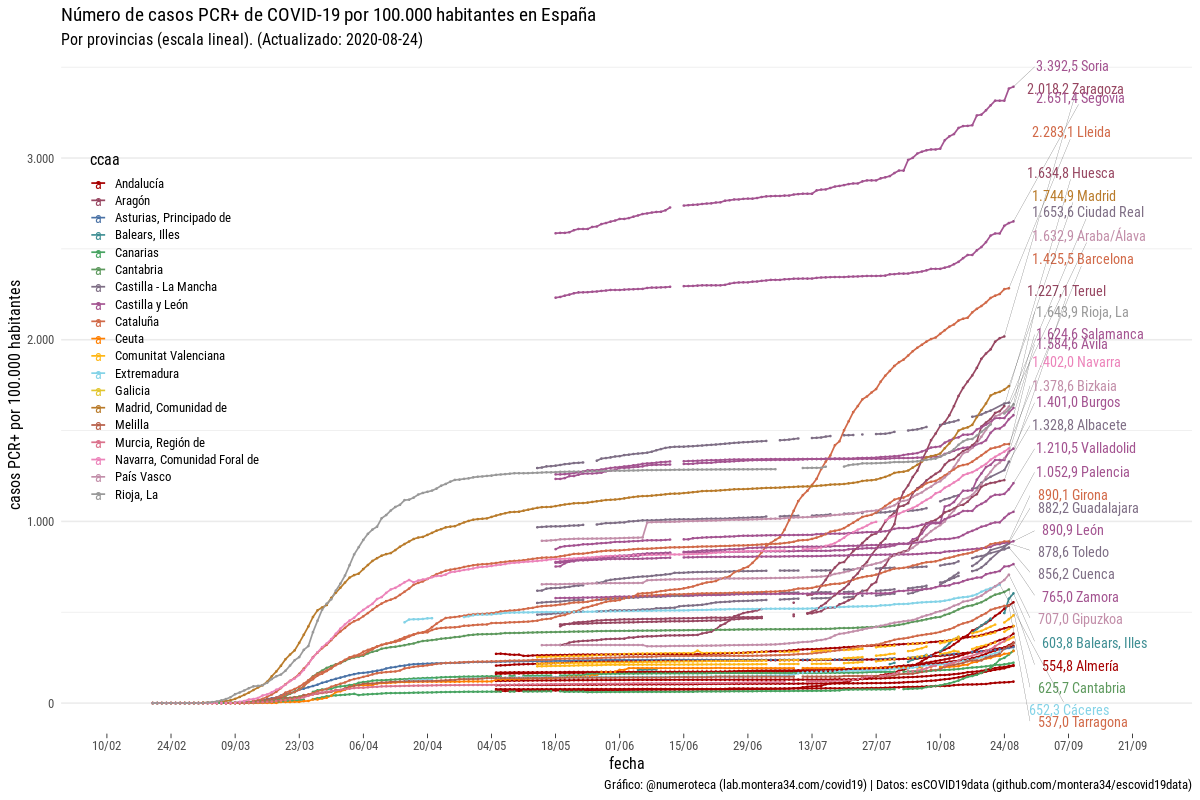 Número de casos PCR+ de COVID-19 por 100.000 habitantes en España
Por provincias (escala lineal). (Actualizado: 2020-08-24)
casos PCR+ por 100.000 habitantes
3.000
2.000
1.000
0
ccaa
Andalucía
Aragón
Asturias, Principado de
Balears, Illes
Canarias
Cantabria
Castilla - La Mancha
Castilla y León
Cataluña
Ceuta
Comunitat Valenciana
Extremadura
Galicia
Madrid, Comunidad de
Melilla
Murcia, Región de
Navarra, Comunidad Foral de
País Vasco
Rioja, La
3.392,5 Soria
2.018,2 Zaragoza
2.651,4 Segovia
2.283,1 Lleida
1.634,8 Huesca
1.744,9 Madrid
1.653,6 Ciudad Real
1.632,9 Araba/Álava
1.425,5 Barcelona
1.227,1 Teruel
1.643,9 Rioja, La
1.624,6 Salamanca
1.584,6 Ávila
1.402,0 Navarra
1.378,6 Bizkaia
1.401,0 Burgos
1.328,8 Albacete
1.210,5 Valladolid
1.052,9 Palencia
890,1 Girona
882,2 Guadalajara
890,9 León
878,6 Toledo
856,2 Cuenca
765,0 Zamora
707,0 Gipuzkoa
603,8 Balears, Illes
554,8 Almería
625,7 Cantabria
652,3 Cáceres
537,0 Tarragona
10/02 24/02 09/03 23/03 06/04 20/04 04/05 18/05 01/06 15/06 29/06 13/07 27/07 10/08 24/08 07/09 21/09
fecha
Gráfico: @numeroteca (lab.montera34.com/covid19) | Datos: esCOVID19data (github.com/montera34/escovid19data)